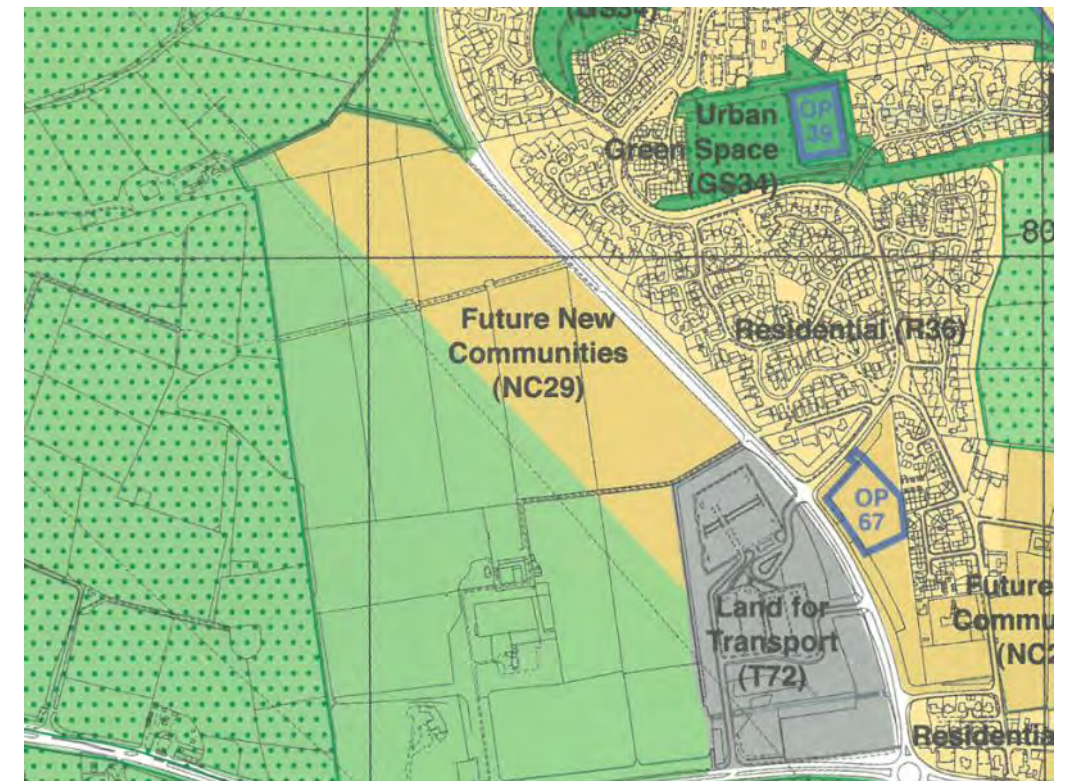 (GS34)
Urban
Green Space
(GS34)
OP
39
80
Future New
Communities
(NC29)
Residential (R36)
OP
67
Land for
Transport
(T72)
Future
Commu
(NC2
Residentia